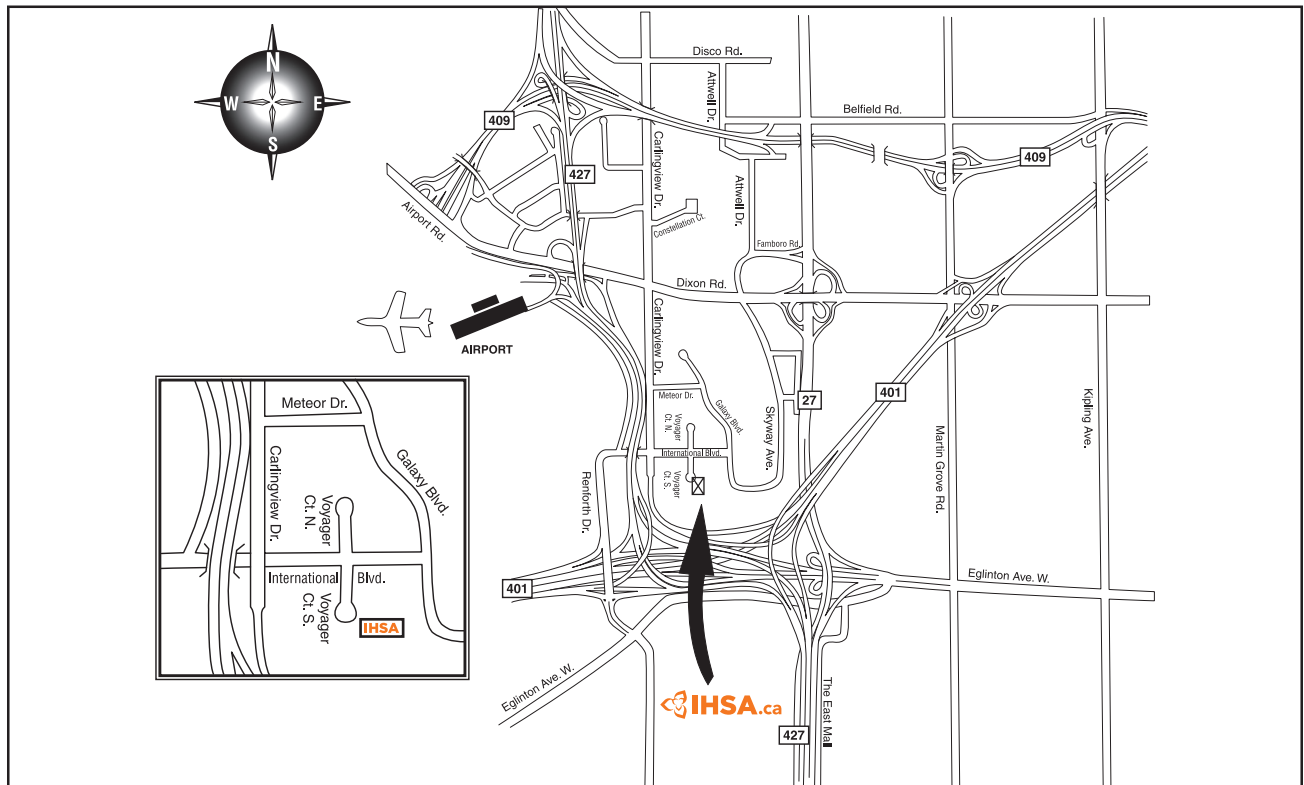 N
W
E
S
Disco Rd.
Attwell Dr.
Belfield Rd.
409
Carlingview Dr.
409
427
Attwell Dr.
Airport Rd.
Constellation Ct.
Famboro Rd.
Dixon Rd.
AIRPORT
Carlingview Dr.
Meteor Dr.
Galaxy Blvd.
Skyway Ave.
27
401
Kipling Ave.
Martin Grove Rd.
Voyager
Ct. N.
International Blvd.
Voyager
Ct. S.
Renforth Dr.
401
Eglinton Ave. W.
Eglinton Ave. W.
IHSA.ca
427
The East Mall
Meteor Dr.
Galaxy Blvd.
Carlingview Dr.
Voyager
Ct. N.
International Blvd.
Voyager
Ct. S.
IHSA